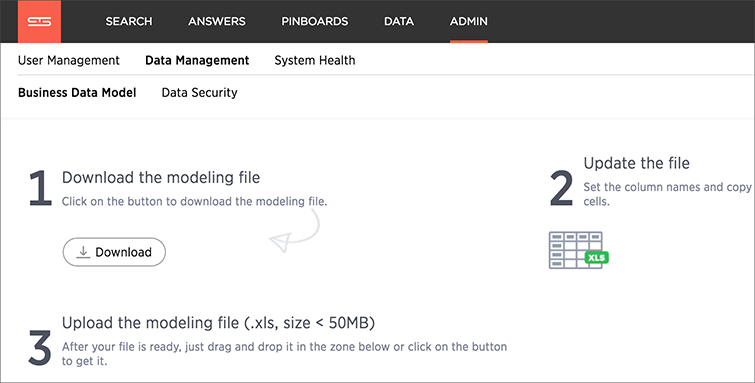 SEARCH ANSWERS PINBOARDS DATA ADMIN
User Management Data Management System Health
Business Data Model Data Security
1 Download the modeling file
Click on the button to download the modeling file.
Download
2 Update the file
Set the column names and copy
cells.
XLS
3 Upload the modeling file (.xls, size < 50MB)
After your file is ready, just drag and drop it in the zone below or click on the button
to get it.